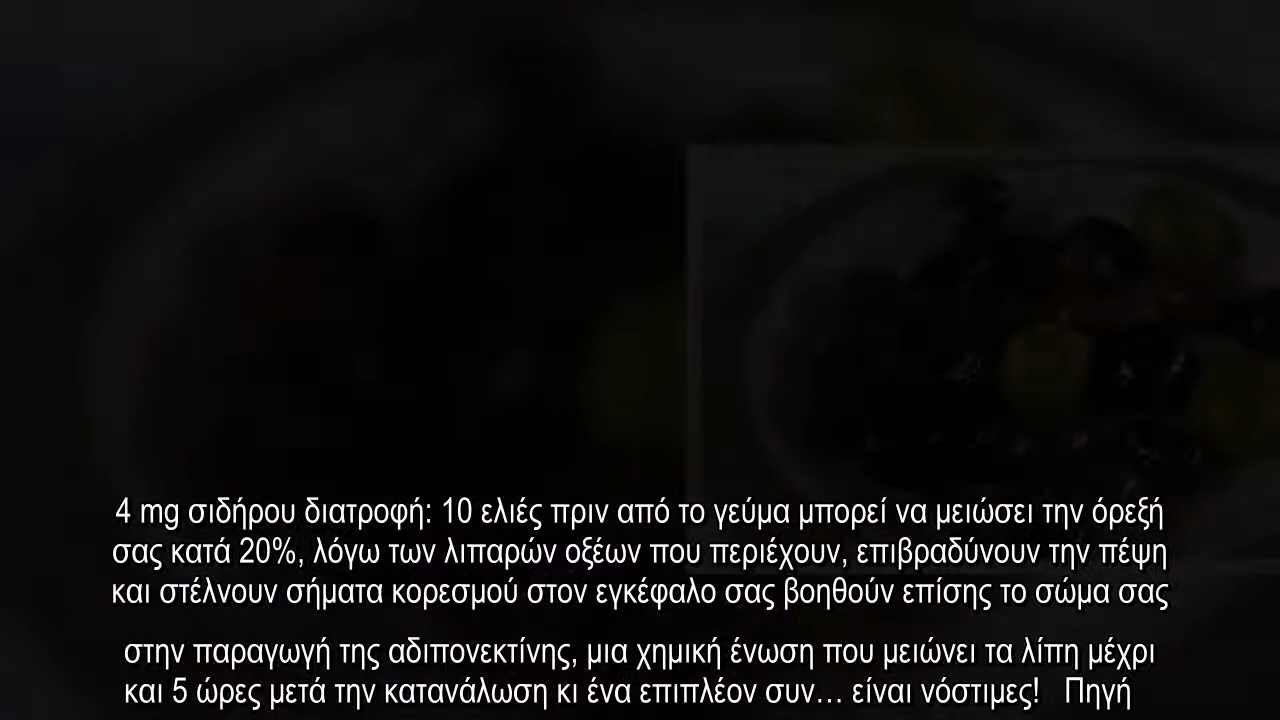 4 mg σιδήρου διατροφή: 10 ελιές πριν από το γεύμα μπορεί να μειώσει την όρεξή
σας κατά 20%, λόγω των λιπαρών οξέων που περιέχουν, επιβραδύνουν την πέψη
και στέλνουν σήματα κορεσμού στον εγκέφαλο σας βοηθούν επίσης το σώμα σας
στην παραγωγή της αδιπονεκτίνης, μια χημική ένωση που μειώνει τα λίπη μέχρι
και 5 ώρες μετά την κατανάλωση κι ένα επιπλέον συν… είναι νόστιμες! Πηγή